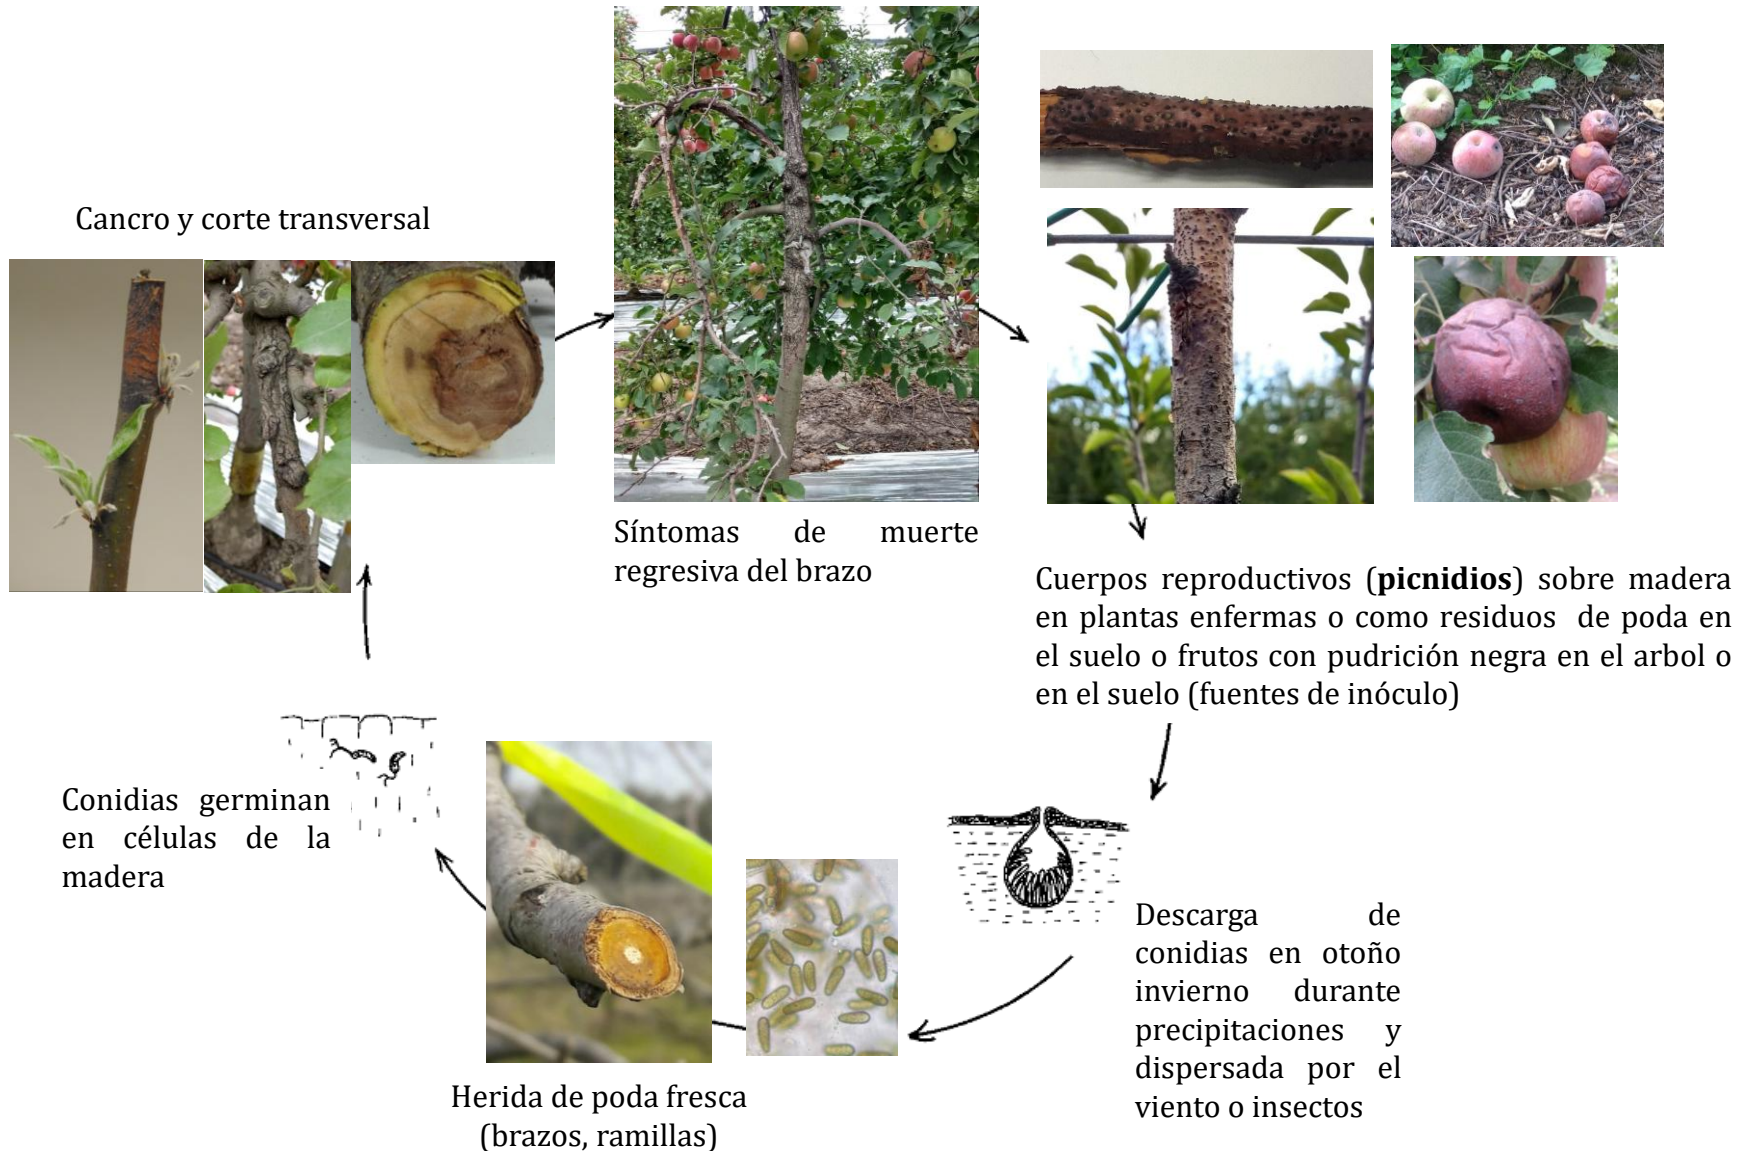 Cancro y corte transversal
Síntomas de muerte
regresiva del brazo
Cuerpos reproductivos (picnidios) sobre madera
en plantas enfermas o como residuos de poda en
el suelo o frutos con pudrición negra en el arbol o
en el suelo (fuentes de inóculo)
Descarga de
conidias en otoño
invierno durante
precipitaciones y
dispersada por el
viento o insectos
Herida de poda fresca
(brazos, ramillas)
Conidias germinan
en células de la
madera